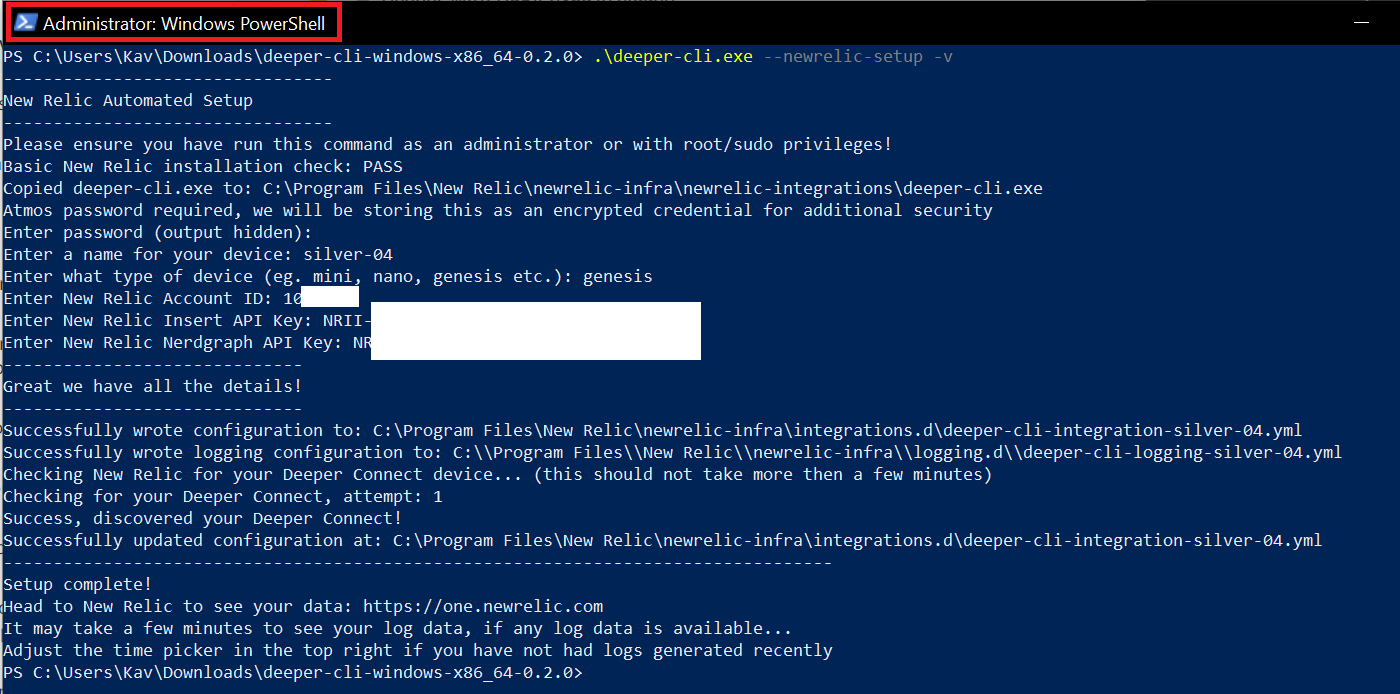 Administrator: Windows PowerShell
PS C:\Users\Kav\Downloads\deeper-cli-windows-x86_64-0.2.0> .\deeper-cli.exe --newrelic-setup -v
---------------------------------
New Relic Automated Setup
---------------------------------
Please ensure you have run this command as an administrator or with root/sudo privileges!
Basic New Relic installation check: PASS
Copied deeper-cli.exe to: C:\Program Files\New Relic\newrelic-infra\newrelic-integrations\deeper-cli.exe
Atmos password required, we will be storing this as an encrypted credential for additional security
Enter password (output hidden):
Enter a name for your device: silver-04
Enter what type of device (eg. mini, nano, genesis etc.): genesis
Enter New Relic Account ID: 10
Enter New Relic Insert API Key: NRII-
Enter New Relic Nerdgraph API Key: NR
------------------------------
Great we have all the details!
------------------------------
Successfully wrote configuration to: C:\Program Files\New Relic\newrelic-infra\integrations.d\deeper-cli-integration-silver-04.yml
Successfully wrote logging configuration to: C:\\Program Files\\New Relic\\newrelic-infra\\logging.d\\deeper-cli-logging-silver-04.yml
Checking New Relic for your Deeper Connect device... (this should not take more then a few minutes)
Checking for your Deeper Connect, attempt: 1
Success, discovered your Deeper Connect!
Successfully updated configuration at: C:\Program Files\New Relic\newrelic-infra\integrations.d\deeper-cli-integration-silver-04.yml
-----------------------------------------------------------------------------------
Setup complete!
Head to New Relic to see your data: https://one.newrelic.com
It may take a few minutes to see your log data, if any log data is available...
Adjust the time picker in the top right if you have not had logs generated recently
PS C:\Users\Kav\Downloads\deeper-cli-windows-x86_64-0.2.0>